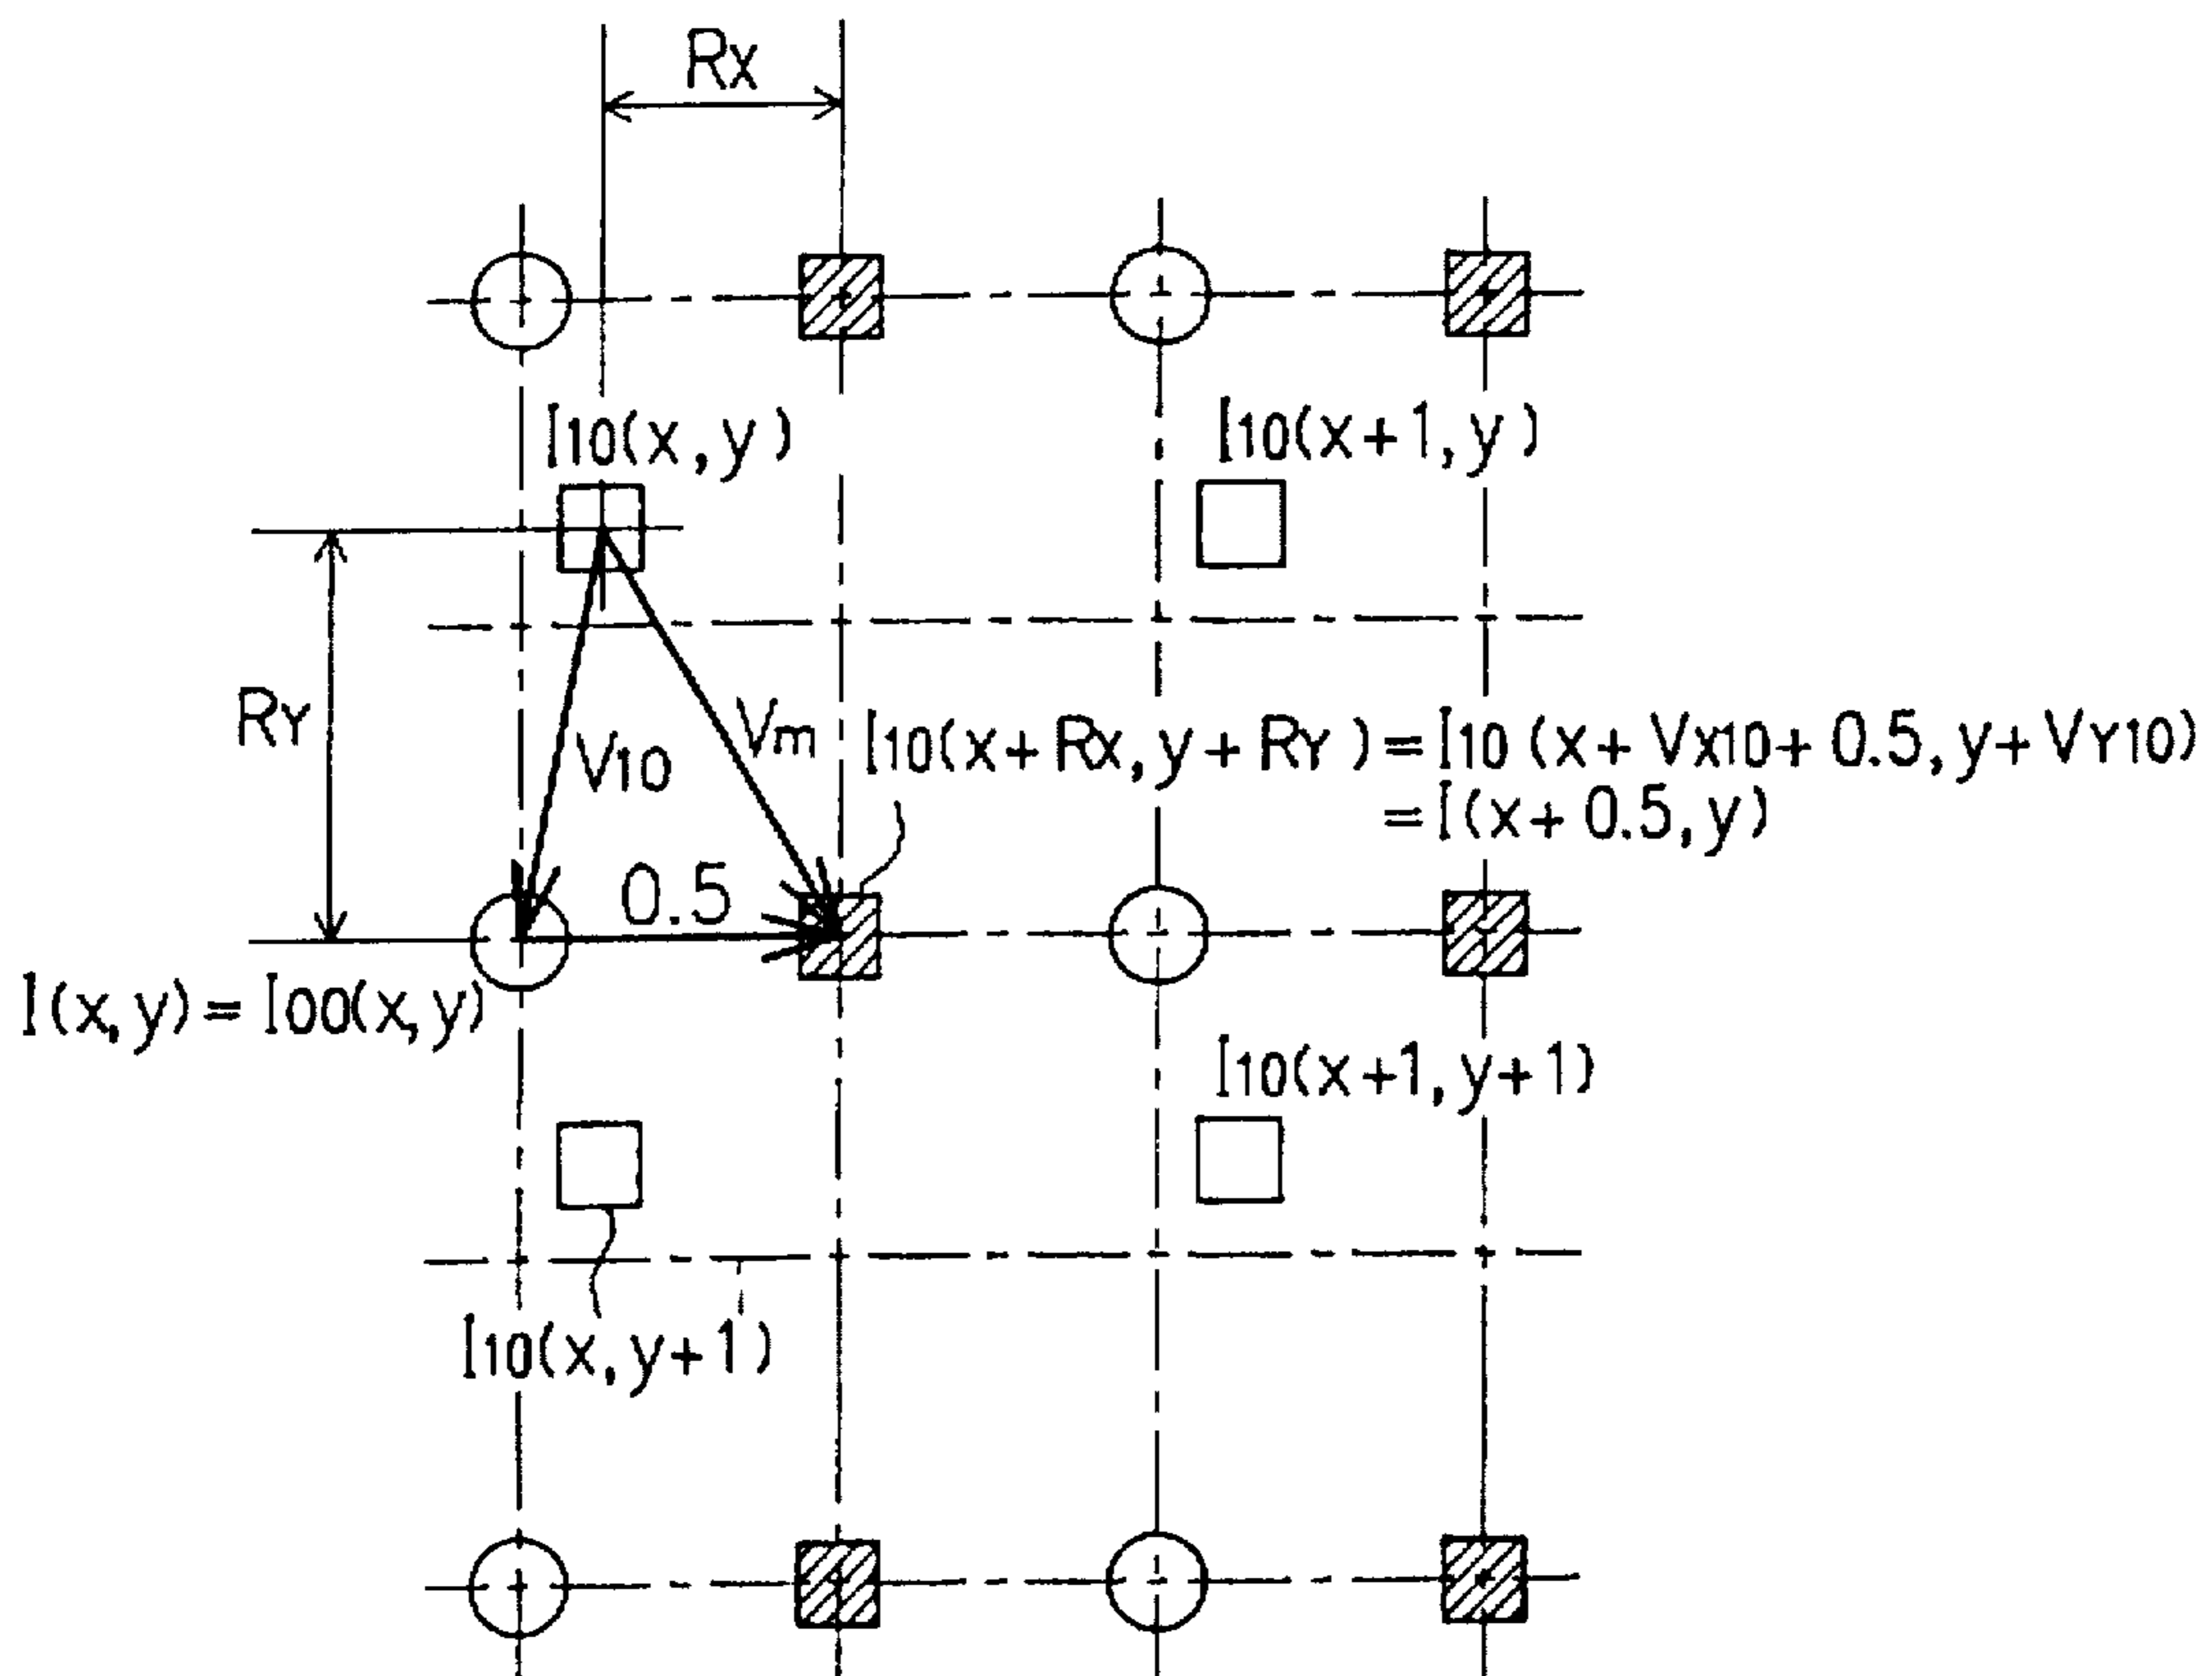 RX
I10(x,y)
I10(x+1,y)
RY
V10
Vm
I10(x+RX,y+RY)=I10(x+VX10+0.5,y+VY10)
=I(x+0.5,y)
0.5
I(x,y)=I00(x,y)
I10(x+1,y+1)
I10(x,y+1)